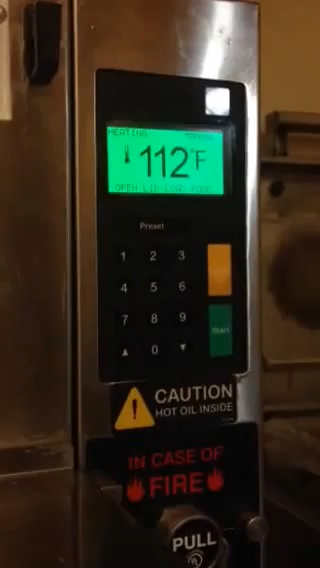 HEATING
112°F
OPEN LID LOAD FOOD
Preset
1 2 3
4 5 6
7 8 9
▲ 0 ▼
Start
CAUTION
HOT OIL INSIDE
IN CASE OF
FIRE
PULL